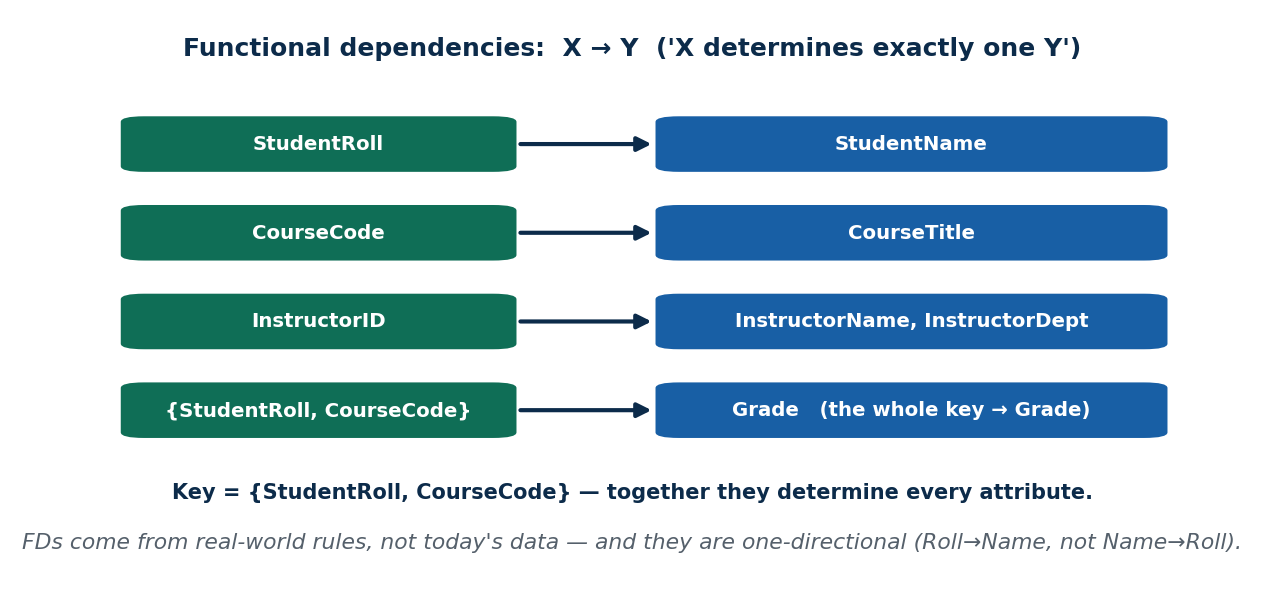 Functional dependencies:  X → Y  ('X determines exactly one Y')
StudentRoll
StudentName
CourseCode
CourseTitle
InstructorID
InstructorName, InstructorDept
{StudentRoll, CourseCode}
Grade   (the whole key → Grade)
Key = {StudentRoll, CourseCode} — together they determine every attribute.
FDs come from real-world rules, not today's data — and they are one-directional (Roll→Name, not Name→Roll).